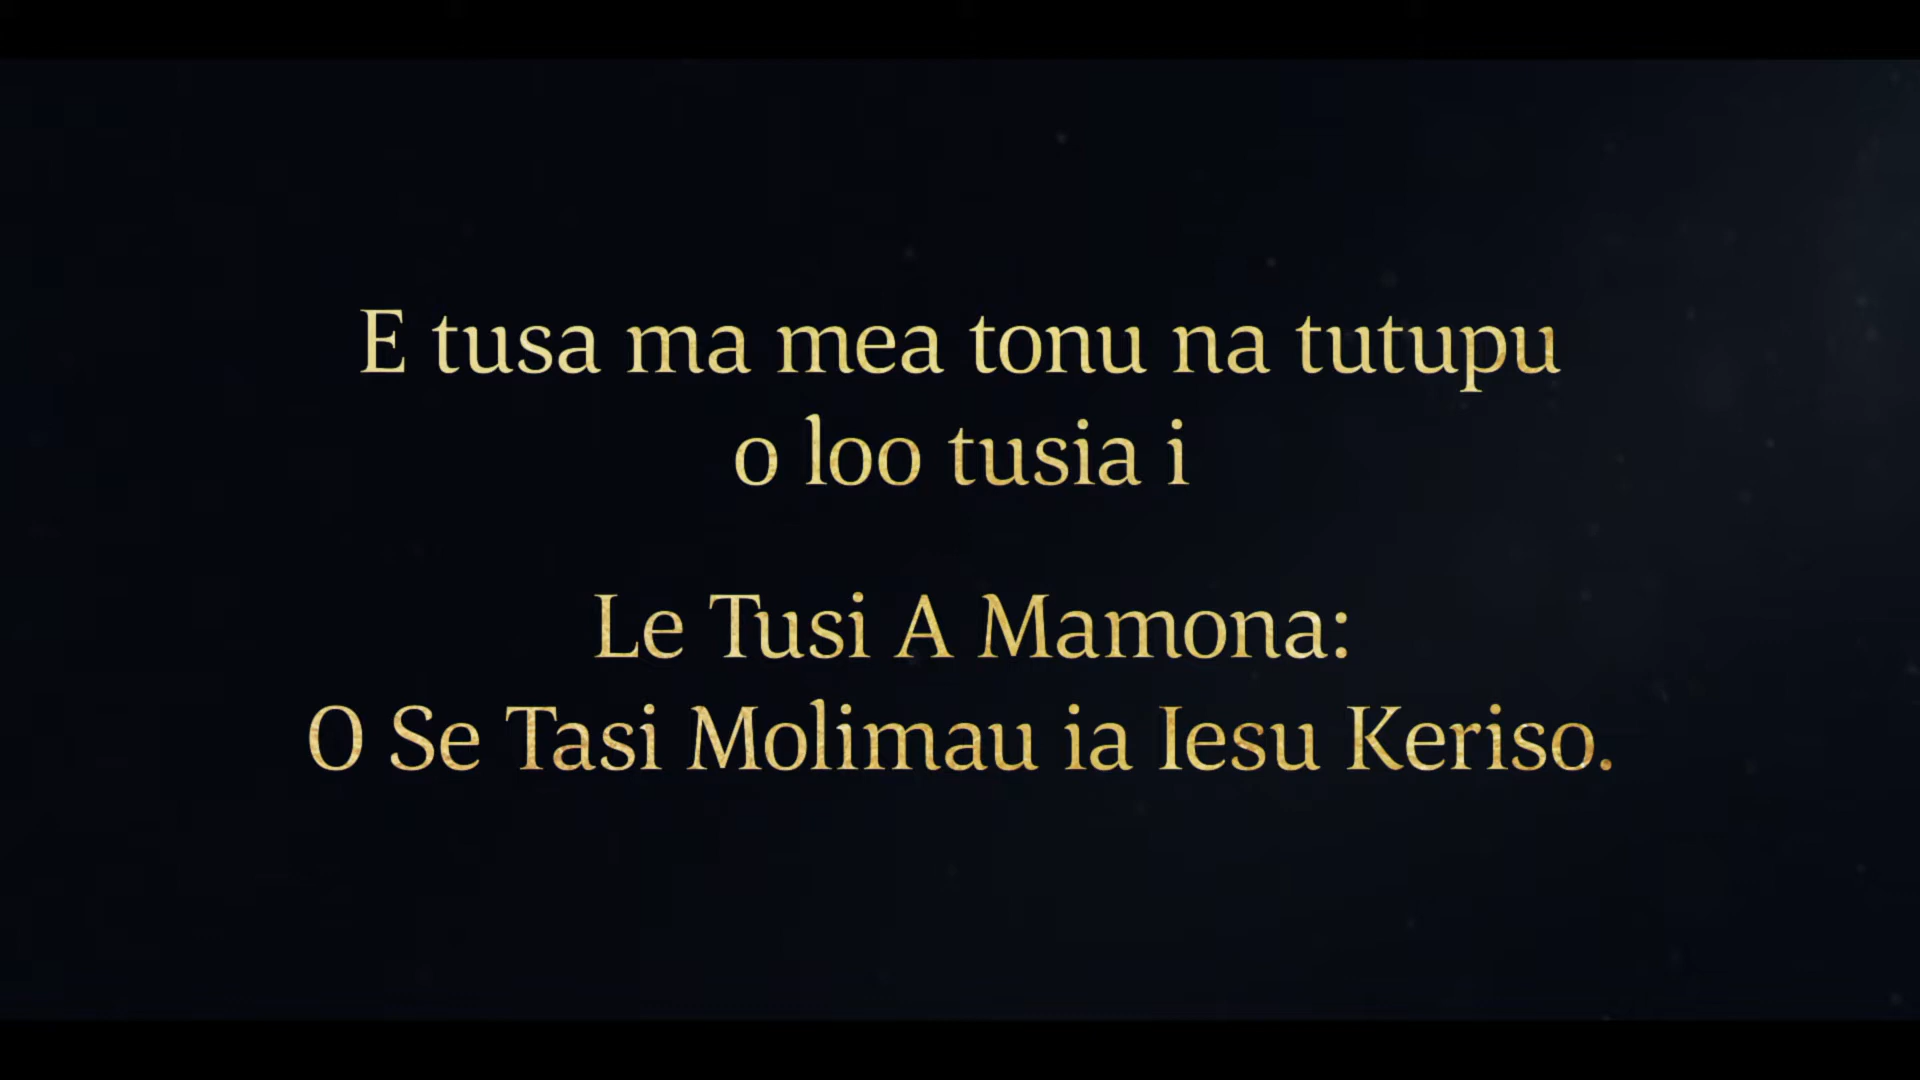 E tusa ma mea tonu na tutupu
o loo tusia i
Le Tusi A Mamona:
O Se Tasi Molimau ia Iesu Keriso.